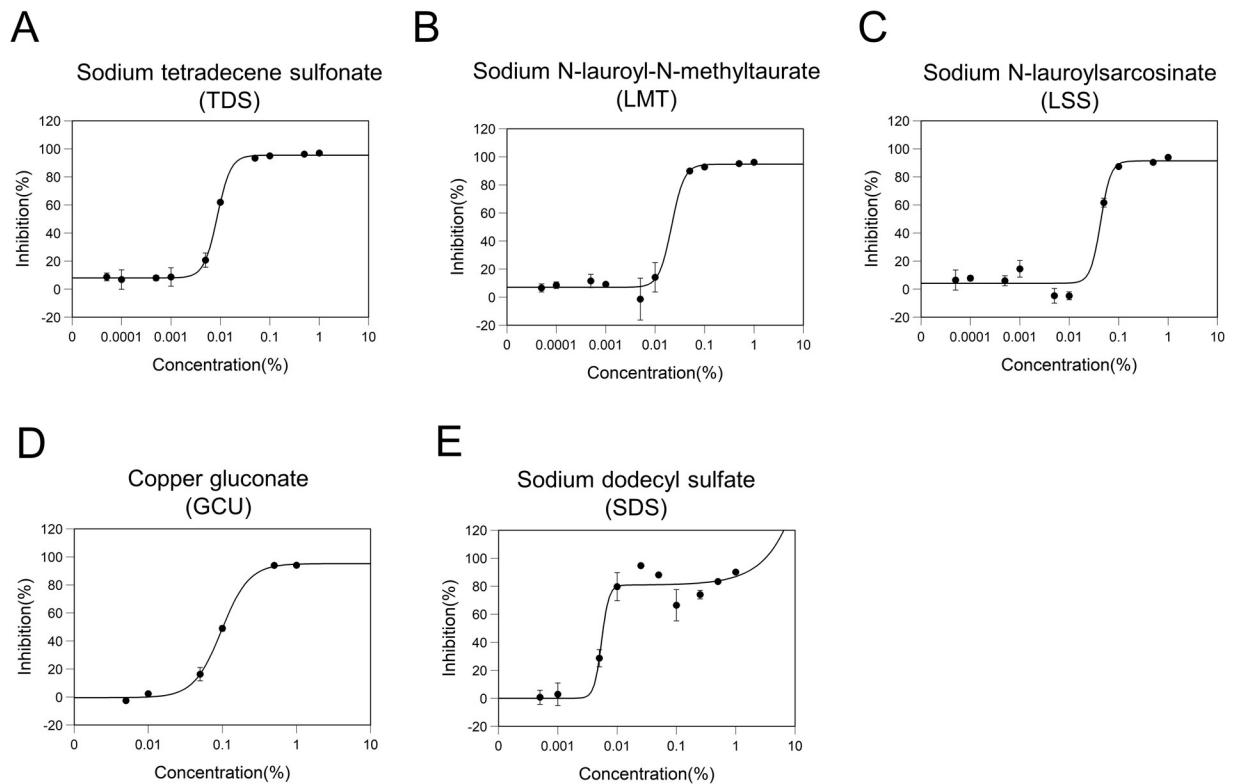 A
Sodium tetradecene sulfonate
(TDS)
120
100
80
60
40
20
0
-20
Inhibition(%)
0 0.0001 0.001 0.01 0.1 1 10
Concentration(%)
B
Sodium N-lauroyl-N-methyltaurate
(LMT)
120
100
80
60
40
20
0
-20
Inhibition(%)
0 0.0001 0.001 0.01 0.1 1 10
Concentration(%)
C
Sodium N-lauroylsarcosinate
(LSS)
120
100
80
60
40
20
0
-20
Inhibition(%)
0 0.0001 0.001 0.01 0.1 1 10
Concentration(%)
D
Copper gluconate
(GCU)
120
100
80
60
40
20
0
-20
Inhibition(%)
0 0.01 0.1 1 10
Concentration(%)
E
Sodium dodecyl sulfate
(SDS)
120
100
80
60
40
20
0
-20
Inhibition(%)
0 0.001 0.01 0.1 1 10
Concentration(%)